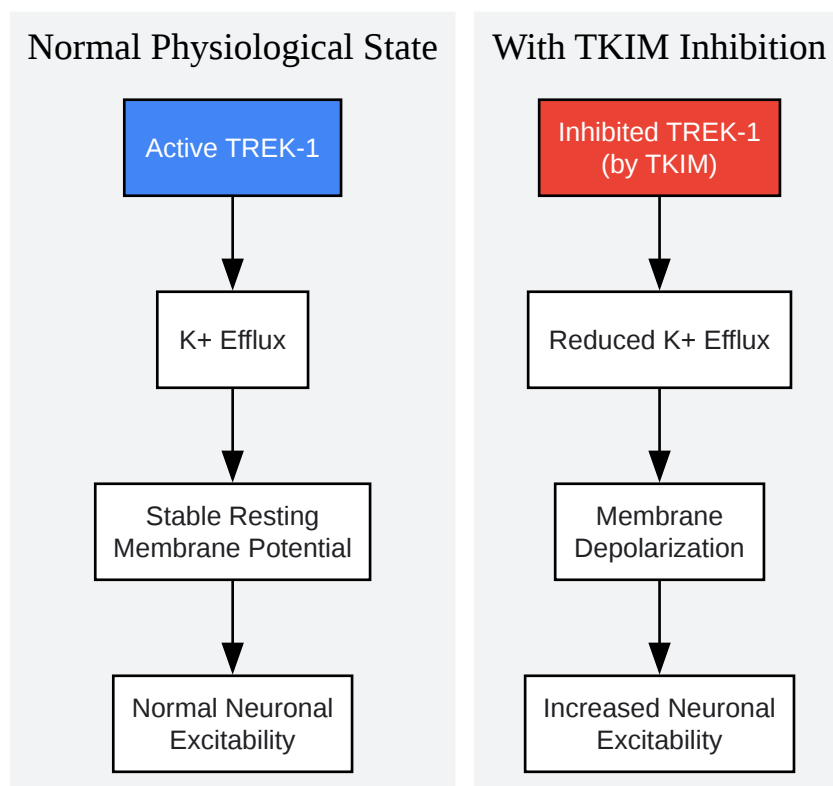 Normal Physiological State
Active TREK-1
K+ Efflux
Stable Resting
Membrane Potential
Normal Neuronal
Excitability
With TKIM Inhibition
Inhibited TREK-1
(by TKIM)
Reduced K+ Efflux
Membrane
Depolarization
Increased Neuronal
Excitability